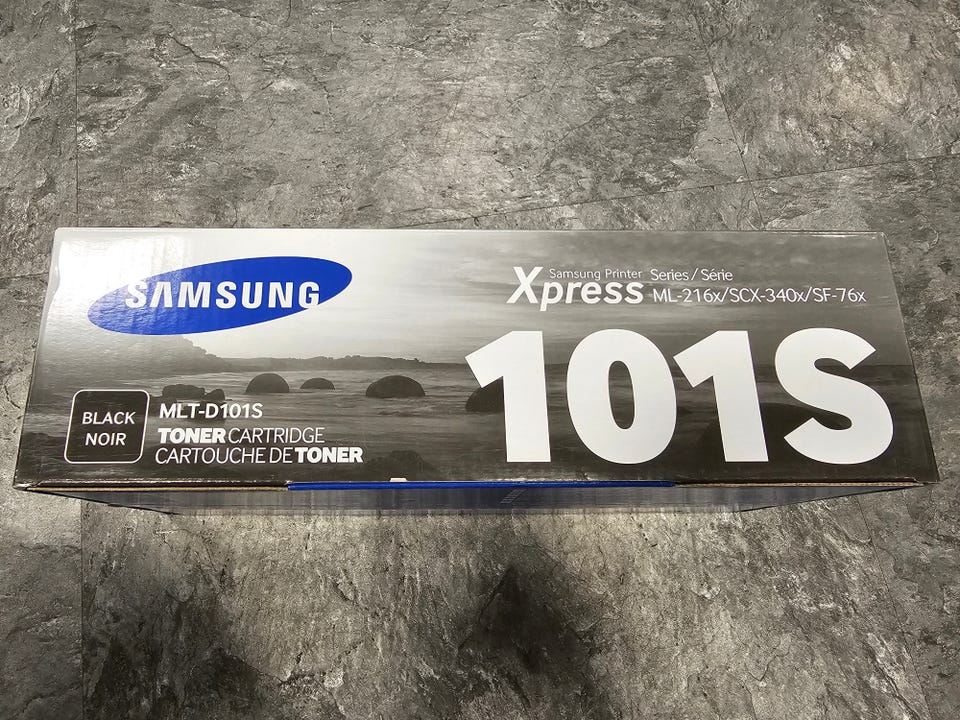 SAMSUNG
Xpress Samsung Printer Series / Série
ML-216x/SCX-340x/SF-76x
101S
BLACK
NOIR
MLT-D101S
TONER CARTRIDGE
CARTOUCHE DE TONER